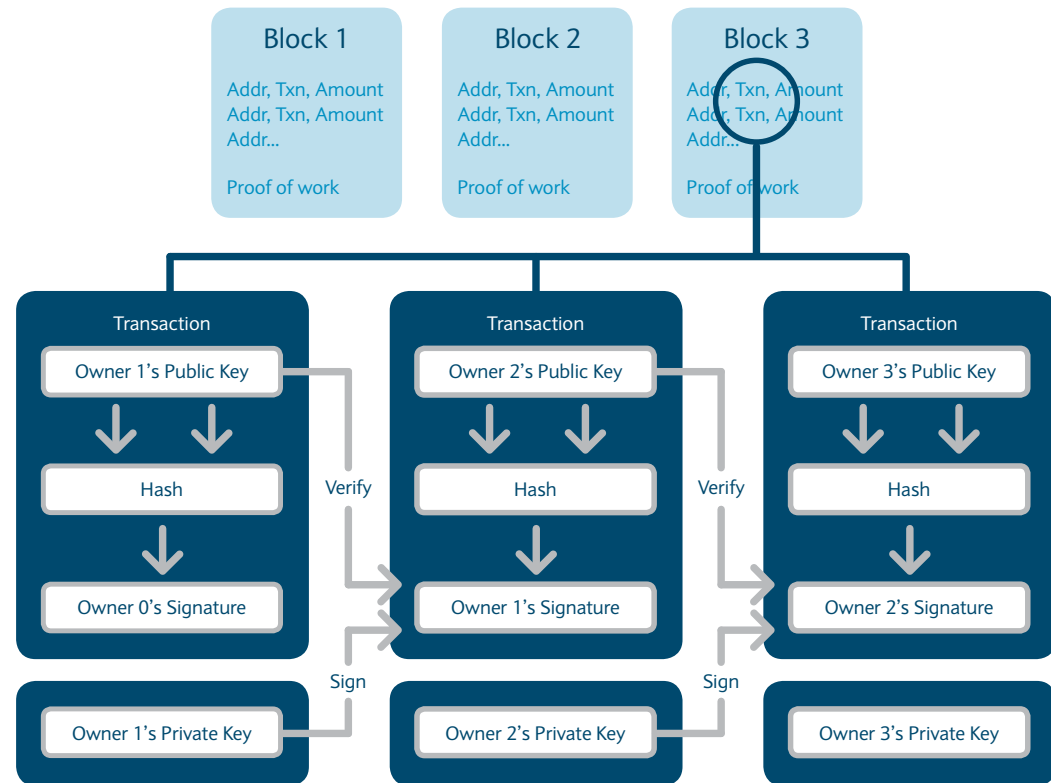 Block 1
Addr, Txn, Amount
Addr, Txn, Amount
Addr...
Proof of work
Block 2
Addr, Txn, Amount
Addr, Txn, Amount
Addr...
Proof of work
Block 3
Addr, Txn, Amount
Addr, Txn, Amount
Addr...
Proof of work
Transaction
Owner 1's Public Key
Hash
Owner 0's Signature
Owner 1's Private Key
Verify
Sign
Transaction
Owner 2's Public Key
Hash
Owner 1's Signature
Owner 2's Private Key
Verify
Sign
Transaction
Owner 3's Public Key
Hash
Owner 2's Signature
Owner 3's Private Key